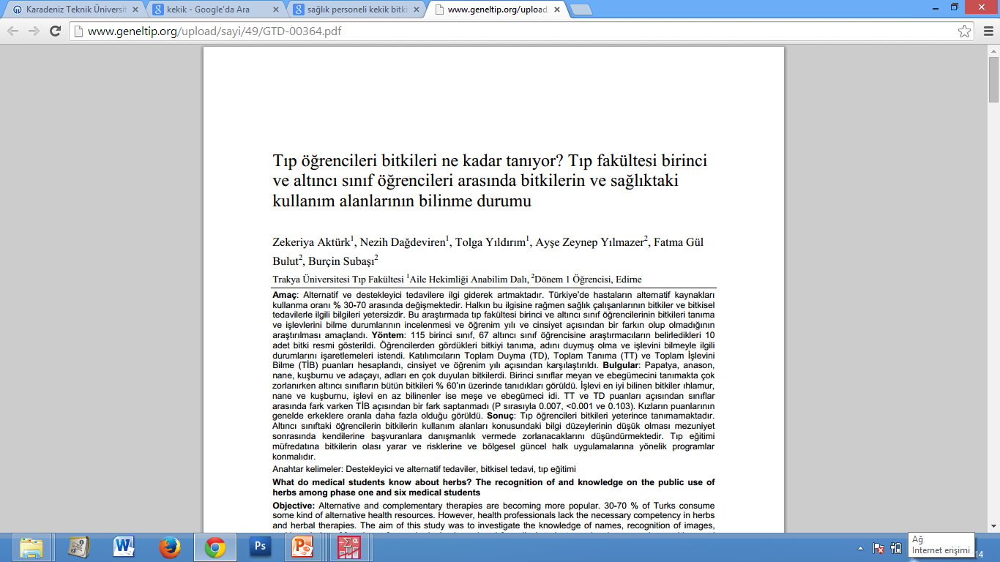 Karadeniz Teknik Üniversit
kekik - Google'da Ara
sağlık personeli kekik bitki
www.geneltip.org/upload
www.geneltip.org/upload/sayi/49/GTD-00364.pdf
Tıp öğrencileri bitkileri ne kadar tanıyor? Tıp fakültesi birinci
ve altıncı sınıf öğrencileri arasında bitkilerin ve sağlıktaki
kullanım alanlarının bilinme durumu
Zekeriya Aktürk1, Nezih Dağdeviren1, Tolga Yıldırım1, Ayşe Zeynep Yılmazer2, Fatma Gül
Bulut2, Burçin Subaşı2
Trakya Üniversitesi Tıp Fakültesi 1Aile Hekimliği Anabilim Dalı, 2Dönem 1 Öğrencisi, Edirne
Amaç: Alternatif ve destekleyici tedavilere ilgi giderek artmaktadır. Türkiye'de hastaların alternatif kaynakları
kullanma oranı % 30-70 arasında değişmektedir. Halkın bu ilgisine rağmen sağlık çalışanlarının bitkiler ve bitkisel
tedavilerle ilgili bilgileri yetersizdir. Bu araştırmada tıp fakültesi birinci ve altıncı sınıf öğrencilerinin bitkileri tanıma
ve işlevlerini bilme durumlarının incelenmesi ve öğrenim yılı ve cinsiyet açısından bir farkın olup olmadığının
araştırılması amaçlandı. Yöntem: 115 birinci sınıf, 67 altıncı sınıf öğrencisine araştırmacıların belirledikleri 10
adet bitki resmi gösterildi. Öğrencilerden gördükleri bitkiyi tanıma, adını duymuş olma ve işlevini bilmeyle ilgili
durumlarını işaretlemeleri istendi. Katılımcıların Toplam Duyma (TD), Toplam Tanıma (TT) ve Toplam İşlevini
Bilme (TİB) puanları hesaplandı, cinsiyet ve öğrenim yılı açısından karşılaştırıldı. Bulgular: Papatya, anason,
nane, kuşburnu ve adaçayı, adları en çok duyulan bitkilerdi. Birinci sınıflar meyan ve ebegümecini tanımakta çok
zorlanırken altıncı sınıfların bütün bitkileri % 60'ın üzerinde tanıdıkları görüldü. İşlevi en iyi bilinen bitkiler ıhlamur,
nane ve kuşburnu, işlevi en az bilinenler ise meşe ve ebegümeci idi. TT ve TD puanları açısından sınıflar
arasında fark varken TİB açısından bir fark saptanmadı (P sırasıyla 0.007, <0.001 ve 0.103). Kızların puanlarının
genelde erkeklere oranla daha fazla olduğu görüldü. Sonuç: Tıp öğrencileri bitkileri yeterince tanımamaktadır.
Altıncı sınıftaki öğrencilerin bitkilerin kullanım alanları konusundaki bilgi düzeylerinin düşük olması mezuniyet
sonrasında kendilerine başvuranlara danışmanlık vermede zorlanacaklarını düşündürmektedir. Tıp eğitimi
müfredatına bitkilerin olası yarar ve risklerine ve bölgesel güncel halk uygulamalarına yönelik programlar
konmalıdır.
Anahtar kelimeler: Destekleyici ve alternatif tedaviler, bitkisel tedavi, tıp eğitimi
What do medical students know about herbs? The recognition of and knowledge on the public use of
herbs among phase one and six medical students
Objective: Alternative and complementary therapies are becoming more popular. 30-70 % of Turks consume
some kind of alternative health resources. However, health professionals lack the necessary competency in herbs
and herbal therapies. The aim of this study was to investigate the knowledge of names, recognition of images,
Ağ
Internet erişimi
14